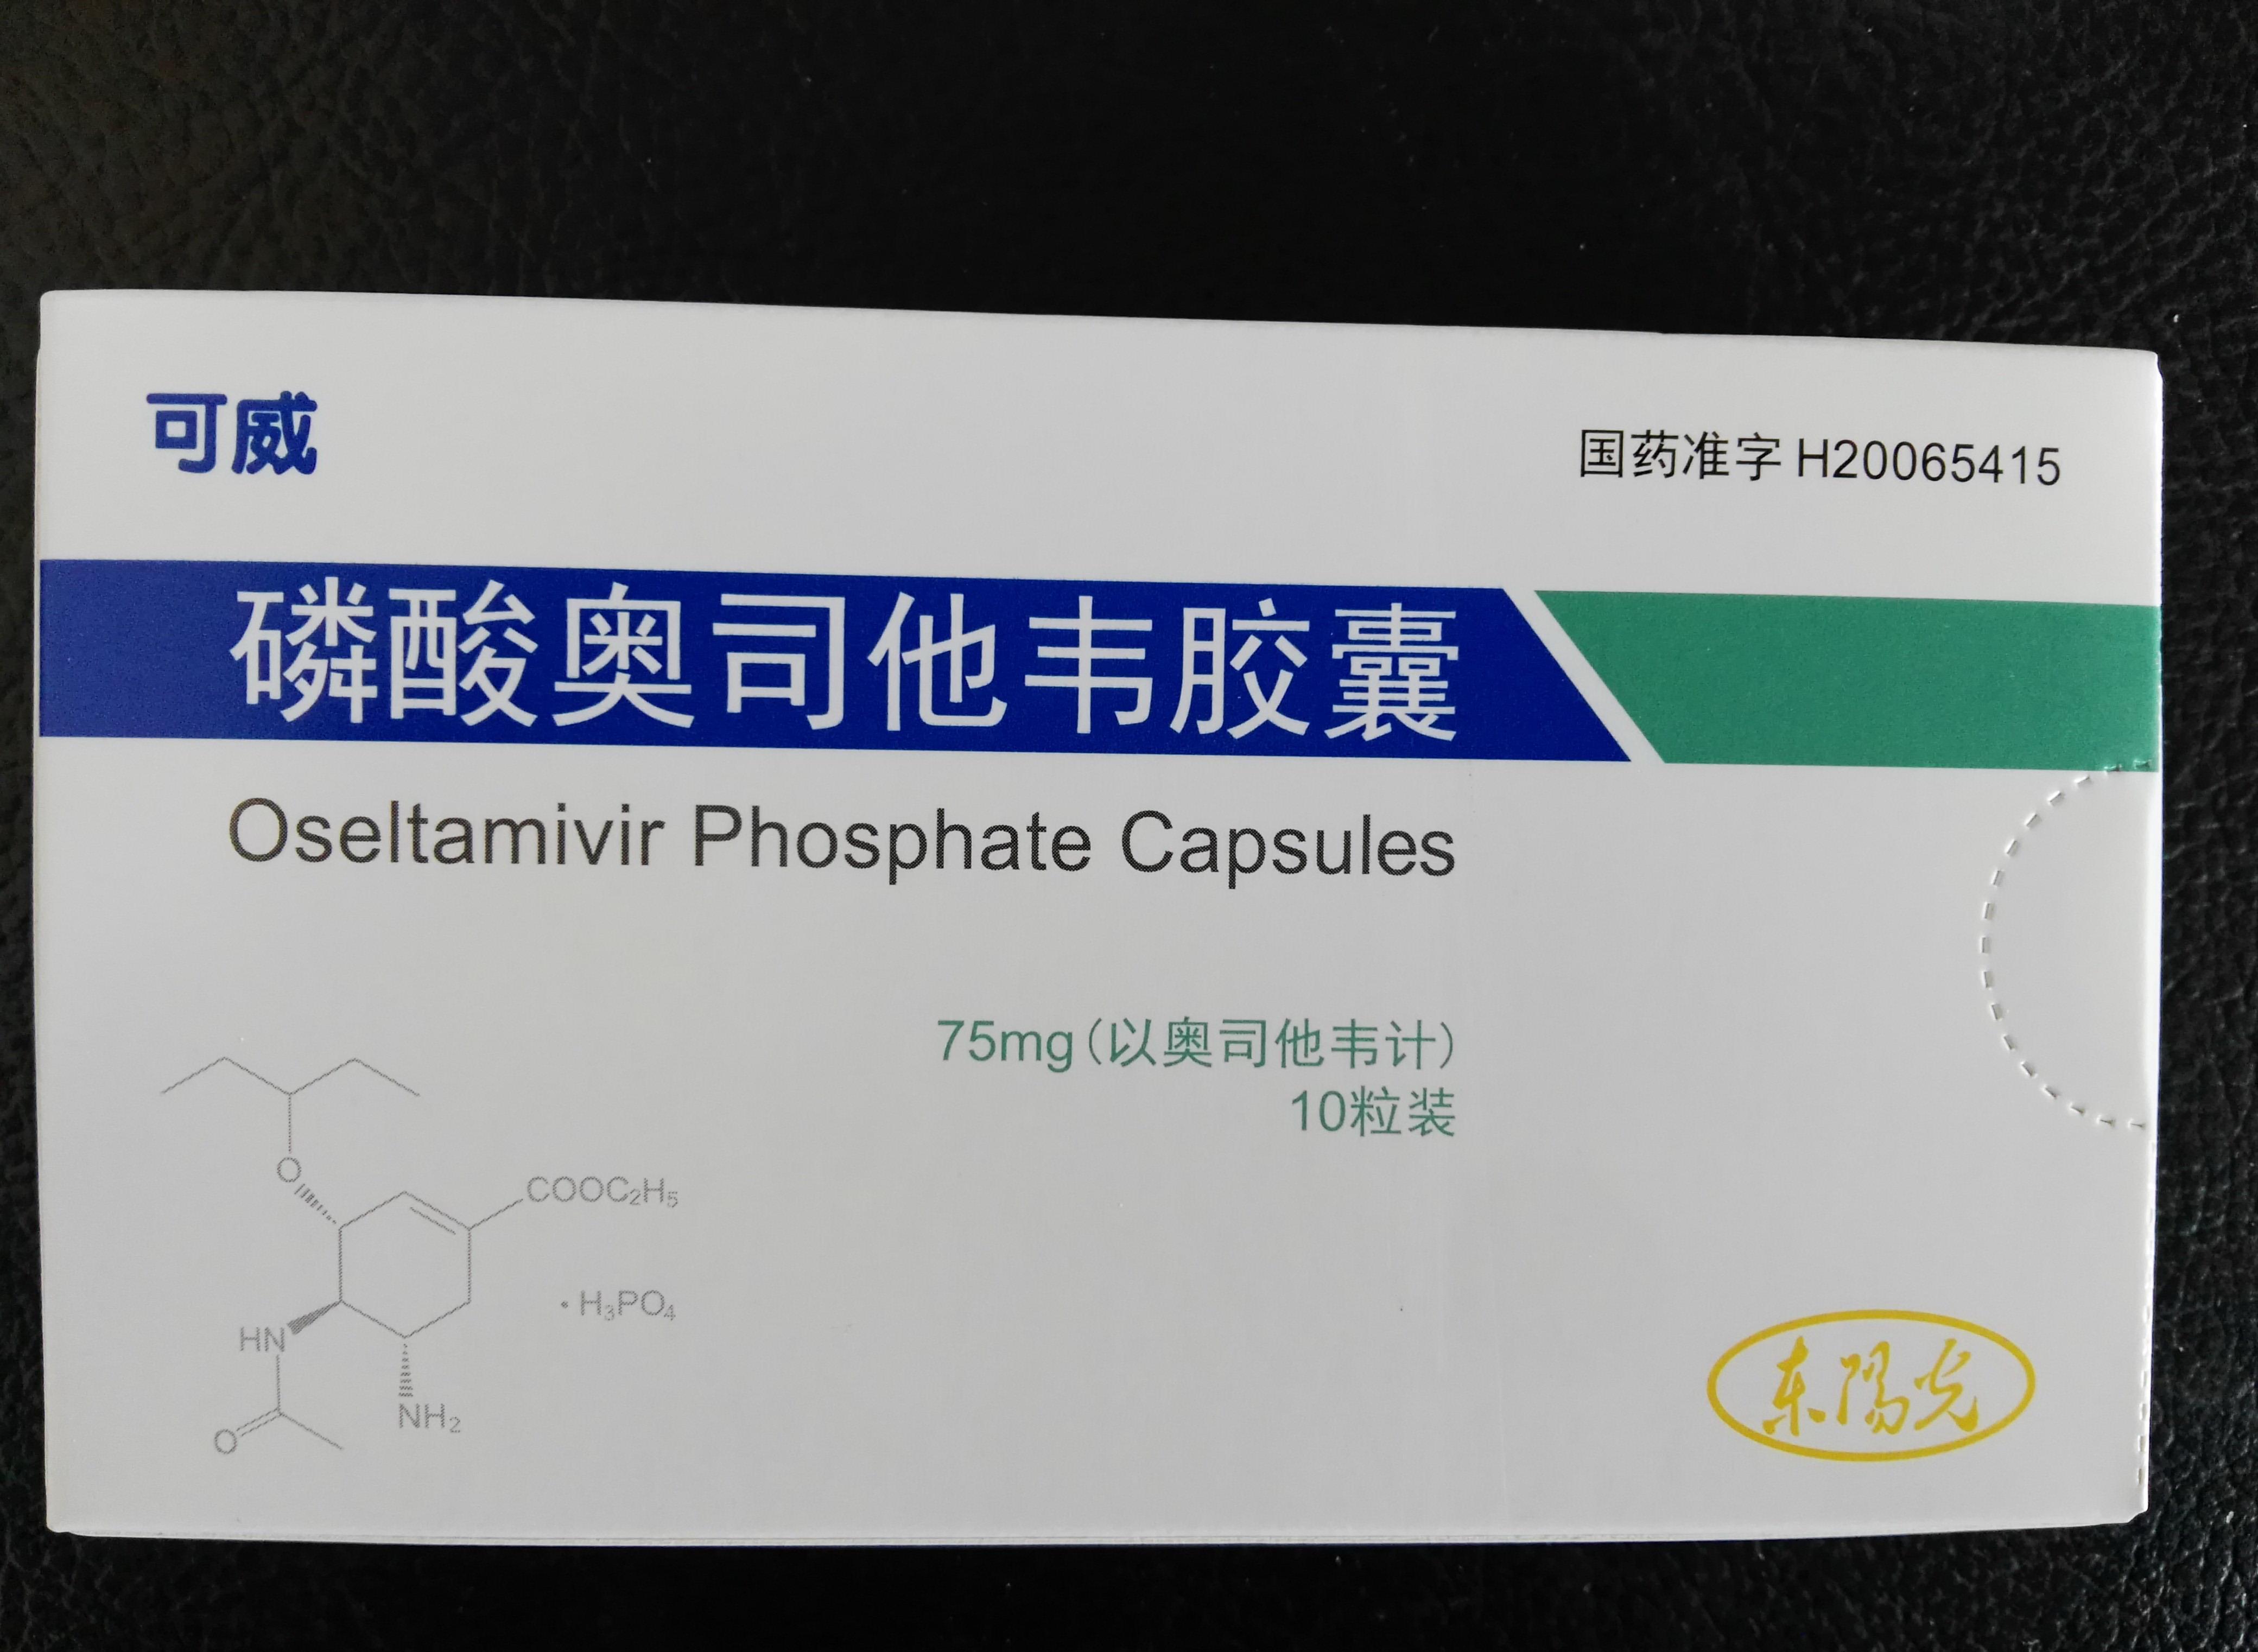 可威
国药准字 H20065415
磷酸奥司他韦胶囊
Oseltamivir Phosphate Capsules
75mg(以奥司他韦计)
10粒装
O
COOC₂H₅
· H₃PO₄
HN
NH₂
O
东陽光